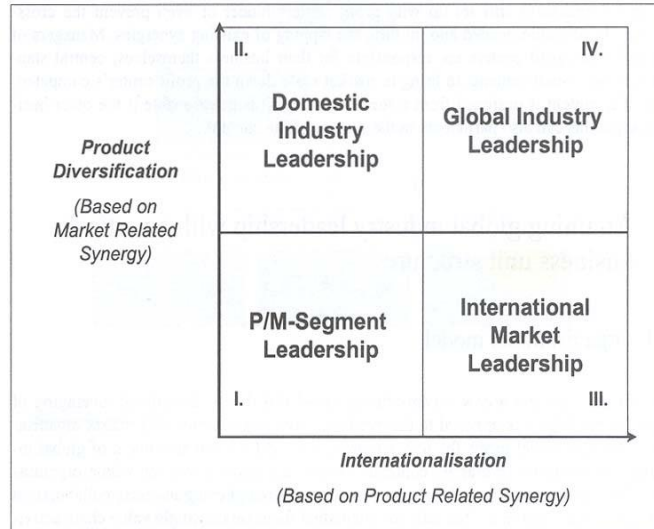 II.
IV.
Domestic
Industry
Leadership
Global Industry
Leadership
Product
Diversification
(Based on
Market Related
Synergy)
P/M-Segment
Leadership
International
Market
Leadership
I.
III.
Internationalisation
(Based on Product Related Synergy)